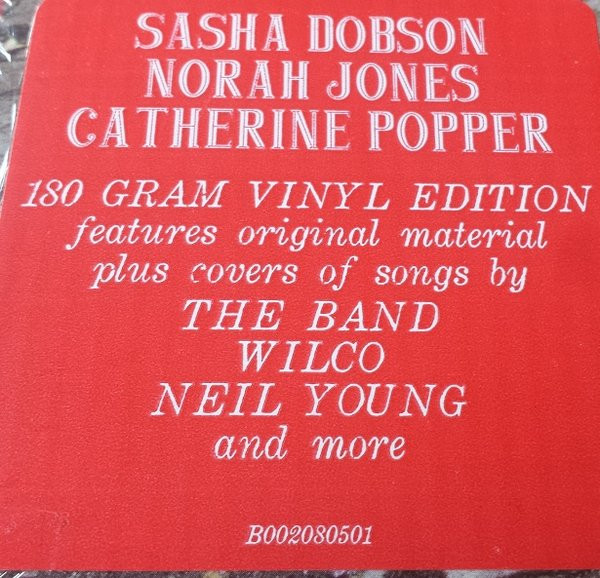 SASHA DOBSON
NORAH JONES
CATHERINE POPPER
180 GRAM VINYL EDITION
features original material
plus covers of songs by
THE BAND
WILCO
NEIL YOUNG
and more
B002080501